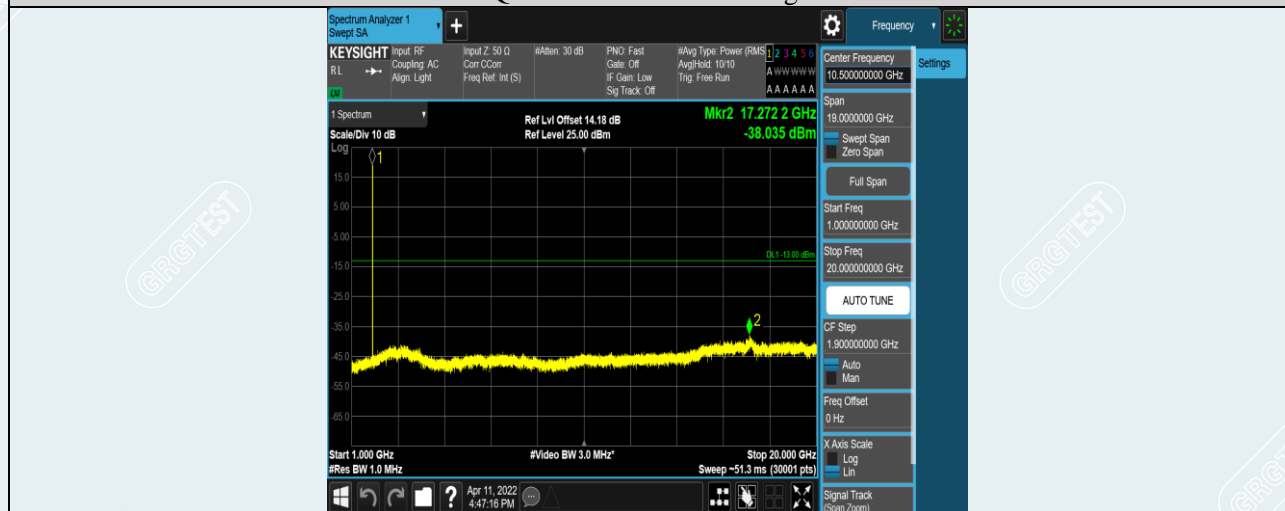 Spectrum Analyzer 1
Swept SA
+
Frequency
KEYSIGHT
Input: RF
Input Z: 50 Ω
#Atten: 30 dB
PNO: Fast
#Avg Type: Power (RMS
1 2 3 4 5 6
RL
Coupling: AC
Corr CCorr
Gate: Off
Avg|Hold: 10/10
A W W W W W
Align: Light
Freq Ref: Int (S)
IF Gain: Low
Trig: Free Run
Sig Track: Off
A A A A A A
1 Spectrum
Ref Lvl Offset 14.18 dB
Mkr2 17.272 2 GHz
Scale/Div 10 dB
Ref Level 25.00 dBm
-38.035 dBm
Log
1
15.0
5.00
-5.00
DL1 -13.00 dBm
-15.0
-25.0
2
-35.0
-45.0
-55.0
-65.0
Start 1.000 GHz
#Video BW 3.0 MHz*
Stop 20.000 GHz
#Res BW 1.0 MHz
Sweep ~51.3 ms (30001 pts)
?
Apr 11, 2022
4:47:16 PM
Center Frequency
10.500000000 GHz
Settings
Span
19.0000000 GHz
Swept Span
Zero Span
Full Span
Start Freq
1.000000000 GHz
Stop Freq
20.000000000 GHz
AUTO TUNE
CF Step
1.900000000 GHz
Auto
Man
Freq Offset
0 Hz
X Axis Scale
Log
Lin
Signal Track
(Span Zoom)
GRGTEST
GRGTEST